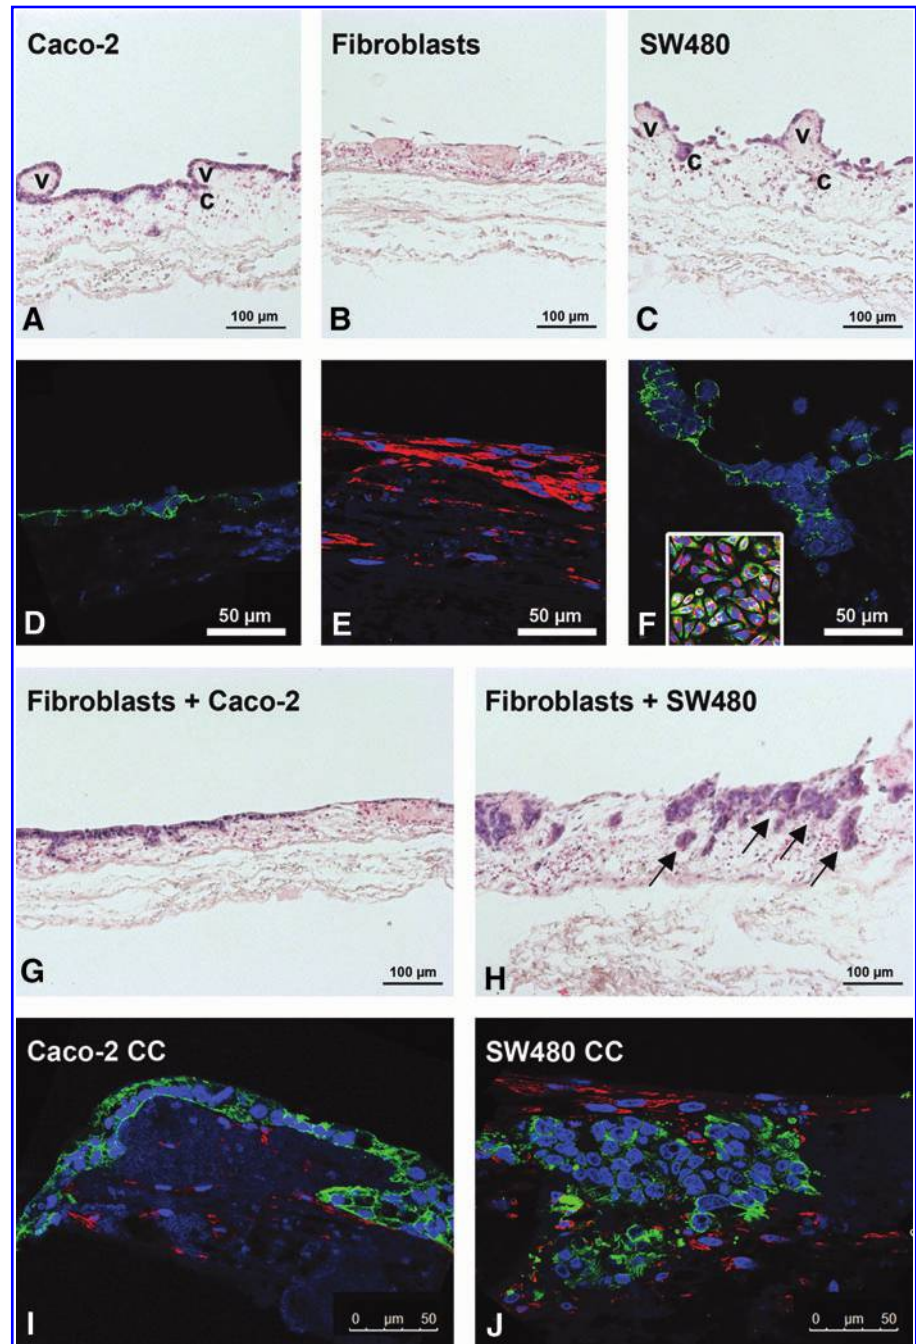 Caco-2
Fibroblasts
SW480
v
v
c
v
v
c
c
A
100 µm
B
100 µm
C
100 µm
D
50 µm
E
50 µm
F
50 µm
Fibroblasts + Caco-2
Fibroblasts + SW480
G
100 µm
H
100 µm
Caco-2 CC
SW480 CC
I
0 µm 50
J
0 µm 50